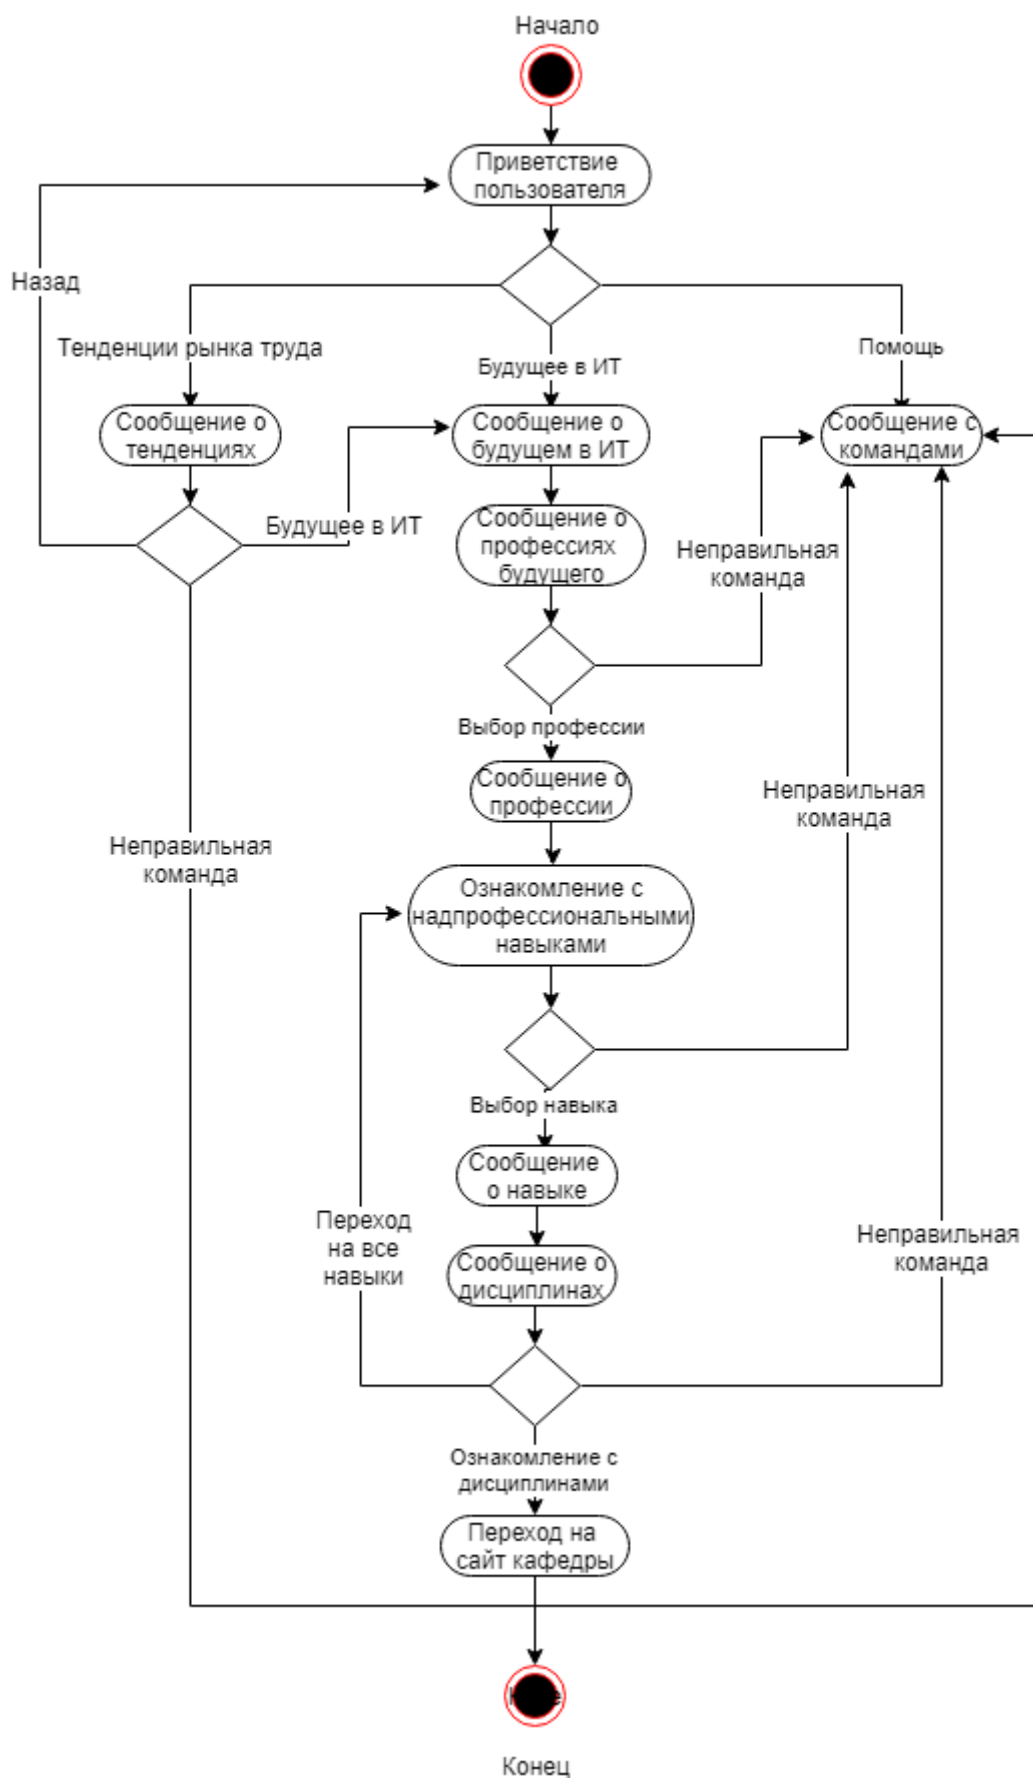 Начало
Приветствие
пользователя
Назад
Тенденции рынка труда
Будущее в ИТ
Помощь
Сообщение о
тенденциях
Сообщение о
будущем в ИТ
Сообщение с
командами
Будущее в ИТ
Сообщение о
профессиях
будущего
Неправильная
команда
Выбор профессии
Сообщение о
профессии
Неправильная
команда
Неправильная
команда
Ознакомление с
надпрофессиональными
навыками
Выбор навыка
Сообщение
о навыке
Переход
на все
навыки
Неправильная
команда
Сообщение о
дисциплинах
Ознакомление с
дисциплинами
Переход на
сайт кафедры
Конец